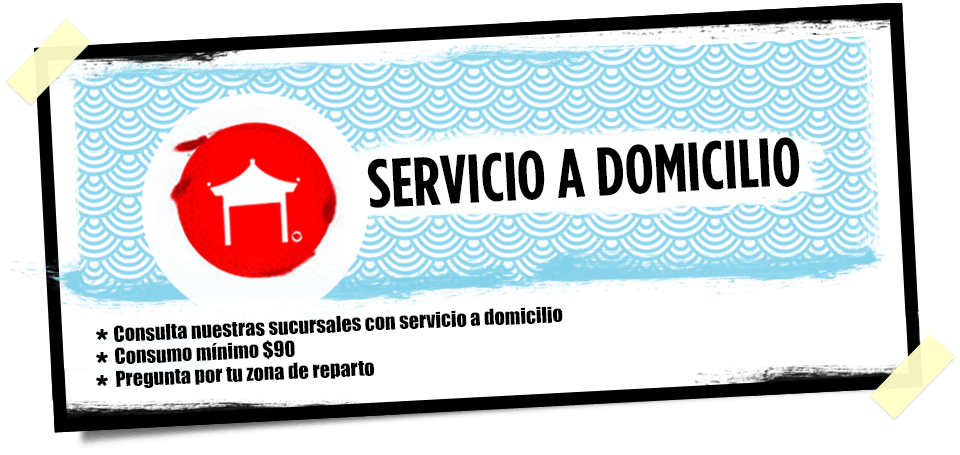 SERVICIO A DOMICILIO
* Consulta nuestras sucursales con servicio a domicilio
* Consumo mínimo $90
* Pregunta por tu zona de reparto